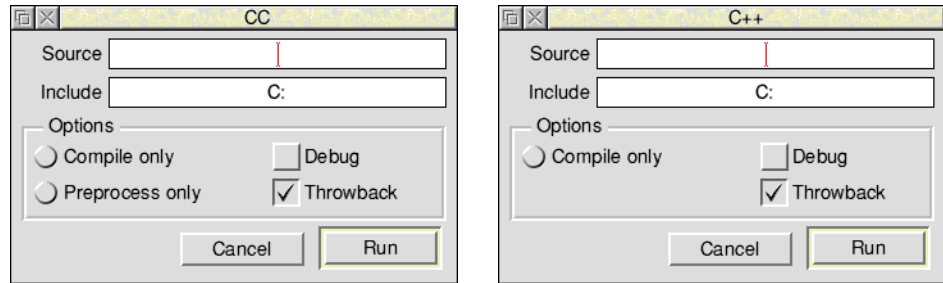 CC
Source
Include C:
Options
Compile only Debug
Preprocess only Throwback
Cancel Run
C++
Source
Include C:
Options
Compile only Debug
Throwback
Cancel Run